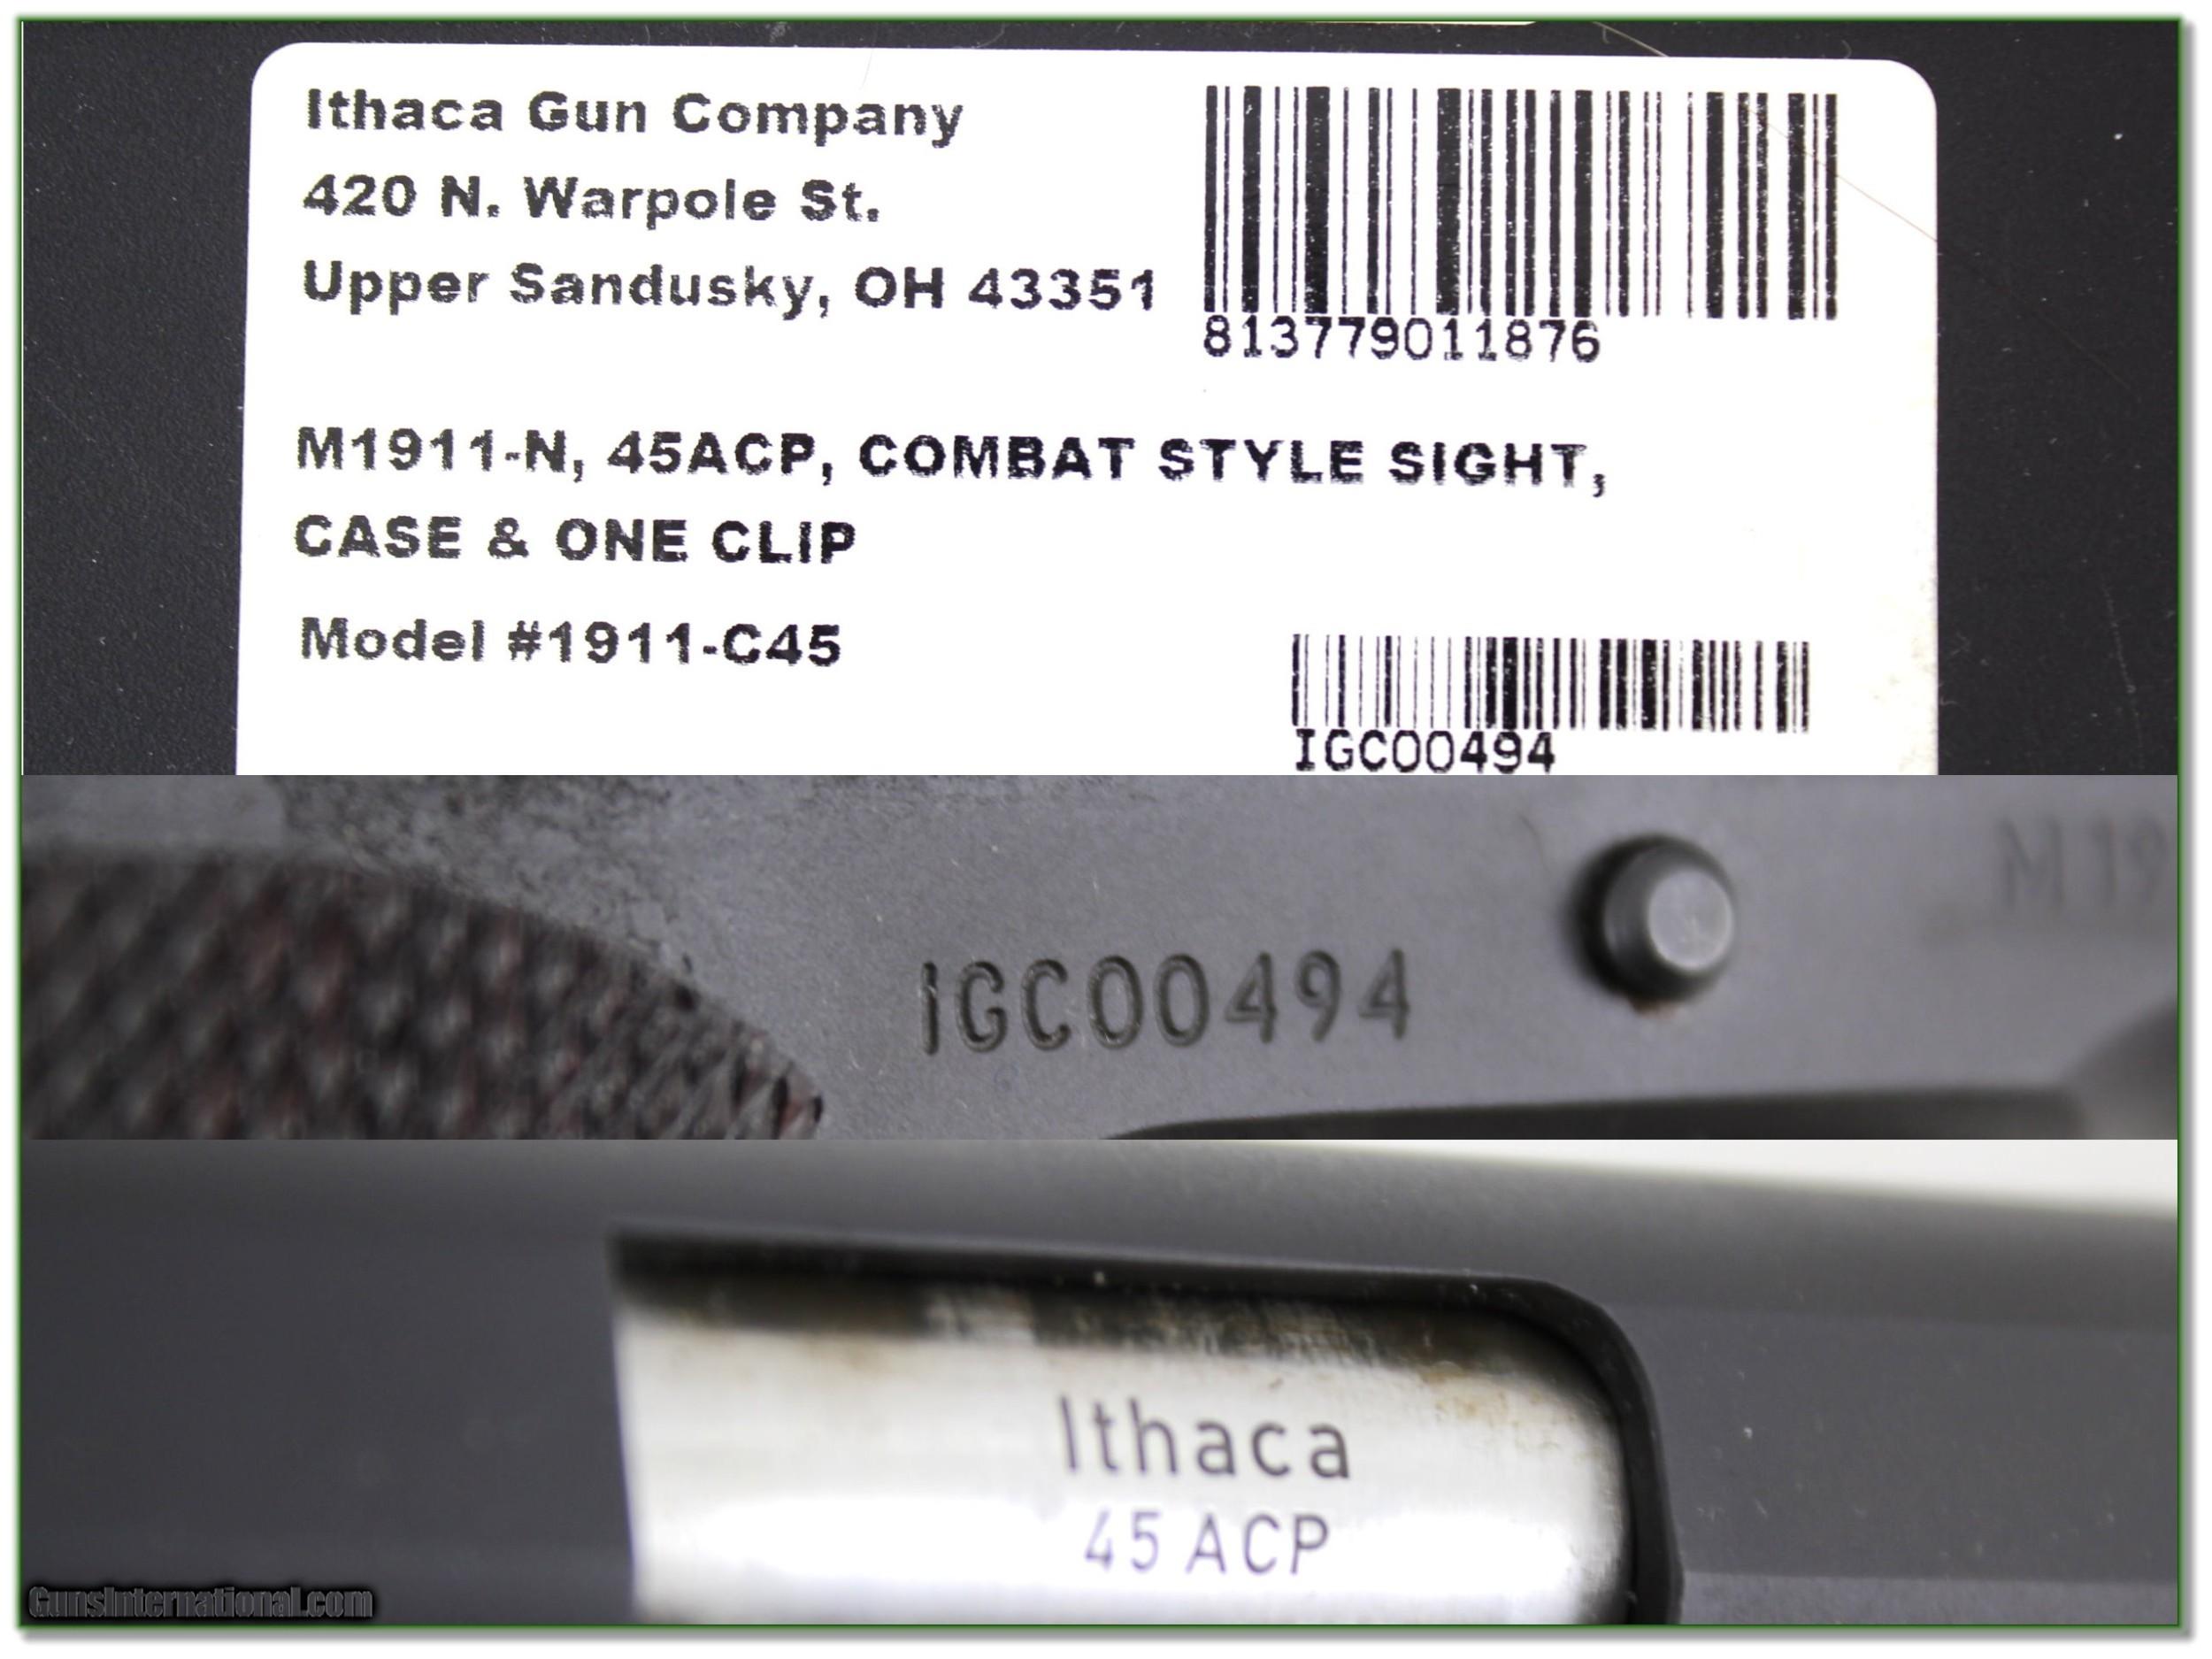 Ithaca Gun Company
420 N. Warpole St.
Upper Sandusky, OH 43351
813779011876
M1911-N, 45ACP, COMBAT STYLE SIGHT,
CASE & ONE CLIP
Model #1911-C45
IGC00494
M19
IGC00494
Ithaca
45 ACP
GunsInternational.com